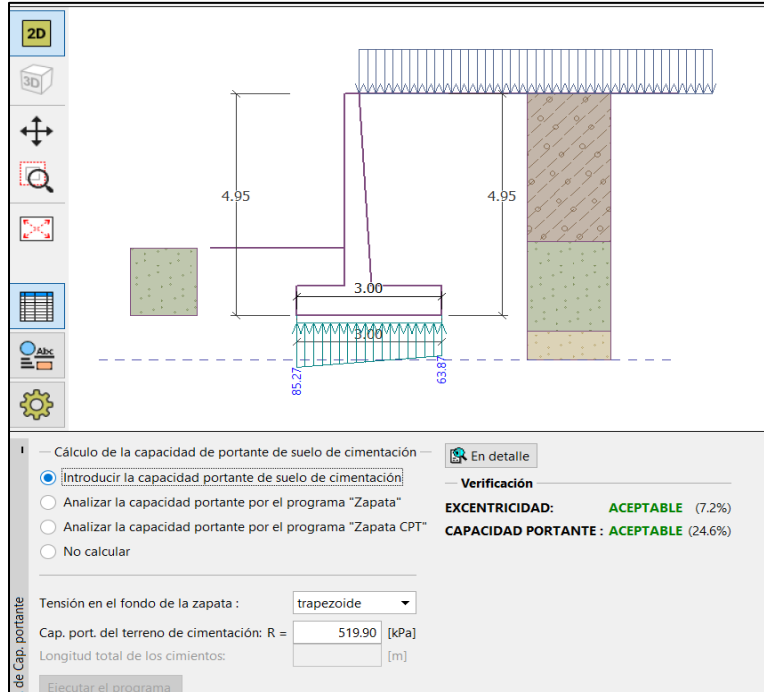 2D
3D
4.95
4.95
3.00
3.00
85.27
63.87
Abc
Cálculo de la capacidad de portante de suelo de cimentación
Introducir la capacidad portante de suelo de cimentación
Analizar la capacidad portante por el programa "Zapata"
Analizar la capacidad portante por el programa "Zapata CPT"
No calcular
En detalle
Verificación
EXCENTRICIDAD: ACEPTABLE (7.2%)
CAPACIDAD PORTANTE : ACEPTABLE (24.6%)
Tensión en el fondo de la zapata : trapezoide
Cap. port. del terreno de cimentación: R = 519.90 [kPa]
Longitud total de los cimientos: [m]
Ejecutar el programa
de Cap. portante